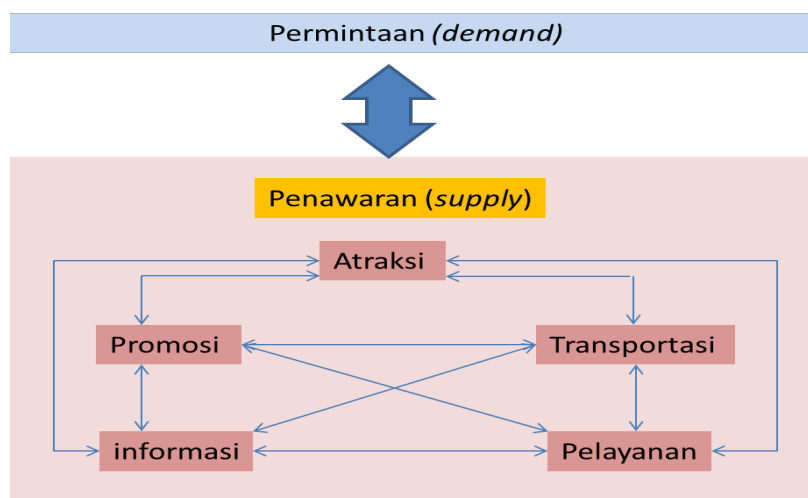 Permintaan (demand)
Penawaran (supply)
Atraksi
Promosi
Transportasi
informasi
Pelayanan